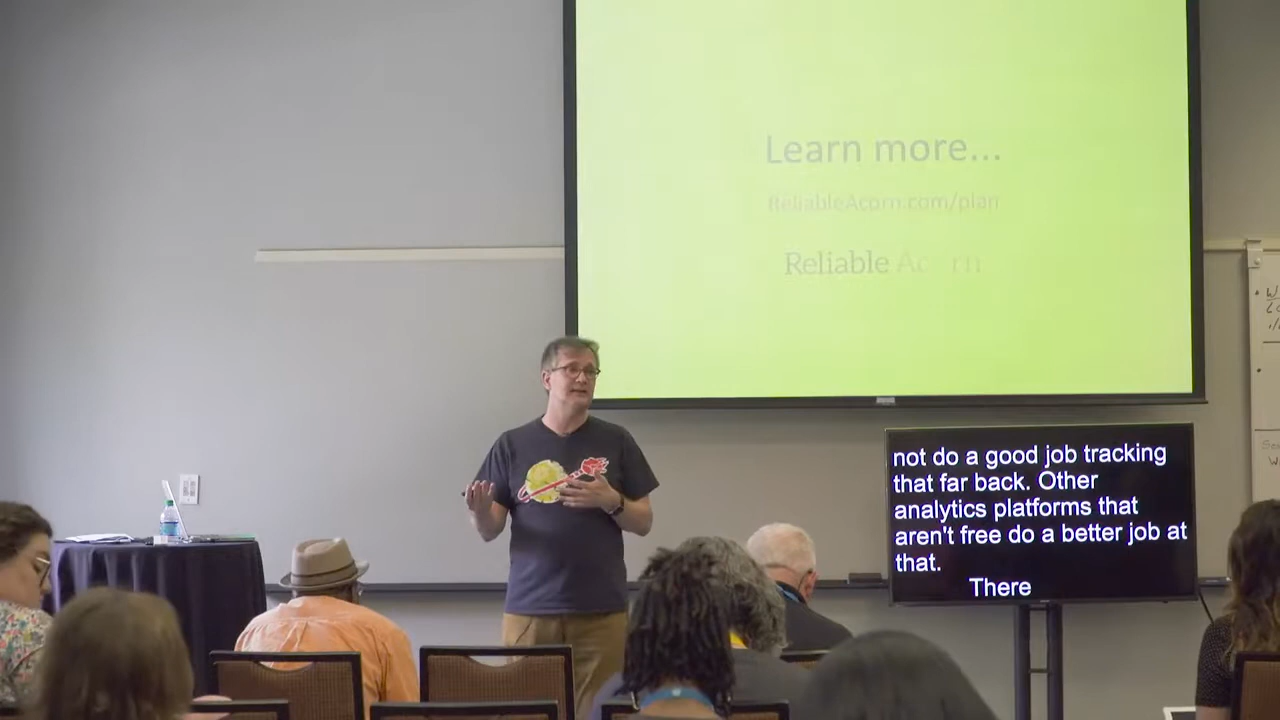 Learn more...
ReliableAcorn.com/plan
Reliable Acorn
not do a good job tracking
that far back. Other
analytics platforms that
aren't free do a better job at
that.
There